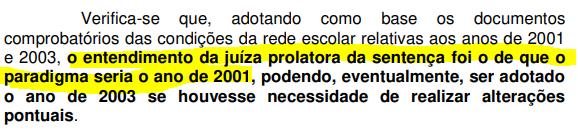 Verifica-se que, adotando como base os documentos
comprobatórios das condições da rede escolar relativas aos anos de 2001
e 2003, o entendimento da juíza prolatora da sentença foi o de que o
paradigma seria o ano de 2001, podendo, eventualmente, ser adotado
o ano de 2003 se houvesse necessidade de realizar alterações
pontuais.